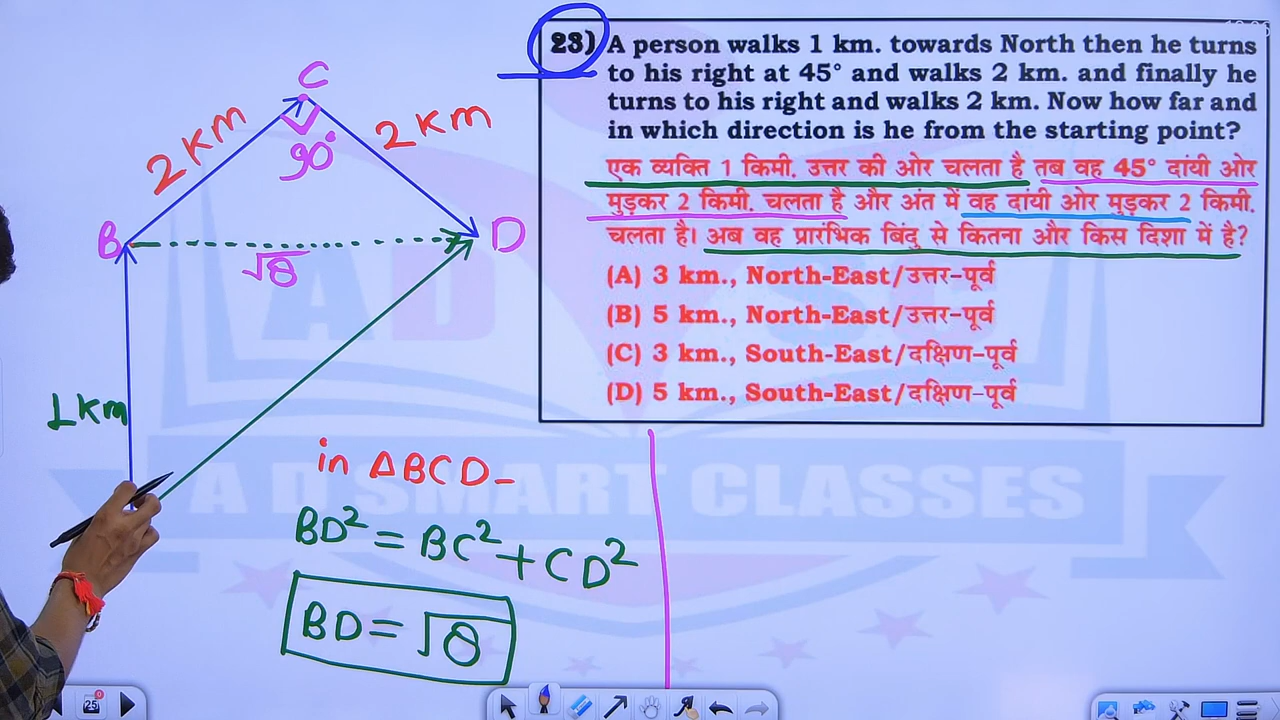 C
2 KM
2 KM
90°
B
D
√8
1 Km
in ΔBCD-
BD² = BC² + CD²
BD = √8
23) A person walks 1 km. towards North then he turns
to his right at 45° and walks 2 km. and finally he
turns to his right and walks 2 km. Now how far and
in which direction is he from the starting point?
एक व्यक्ति 1 किमी. उत्तर की ओर चलता है तब वह 45° दांयी ओर
मुड़कर 2 किमी. चलता है और अंत में वह दांयी ओर मुड़कर 2 किमी.
चलता है। अब वह प्रारंभिक बिंदु से कितना और किस दिशा में है?
(A) 3 km., North-East/उत्तर-पूर्व
(B) 5 km., North-East/उत्तर-पूर्व
(C) 3 km., South-East/दक्षिण-पूर्व
(D) 5 km., South-East/दक्षिण-पूर्व
A D SMART CLASSES
25